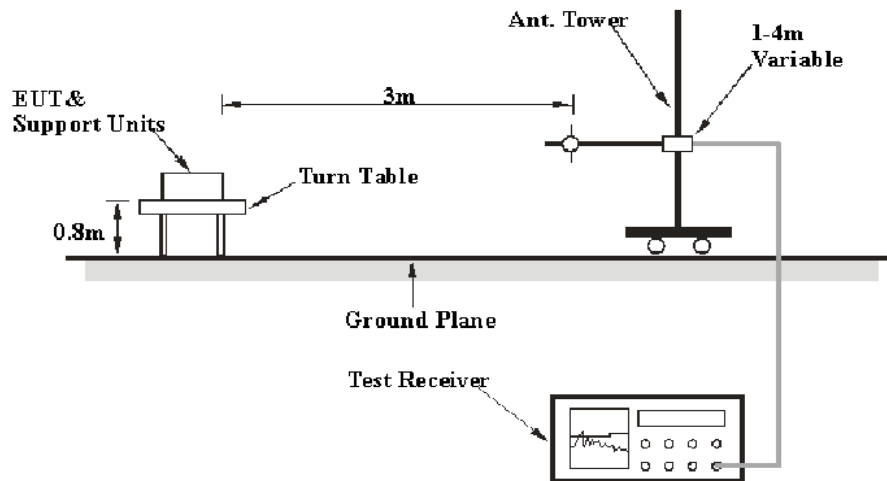 Ant. Tower
1-4m
Variable
3m
EUT&
Support Units
Turn Table
0.8m
Ground Plane
Test Receiver